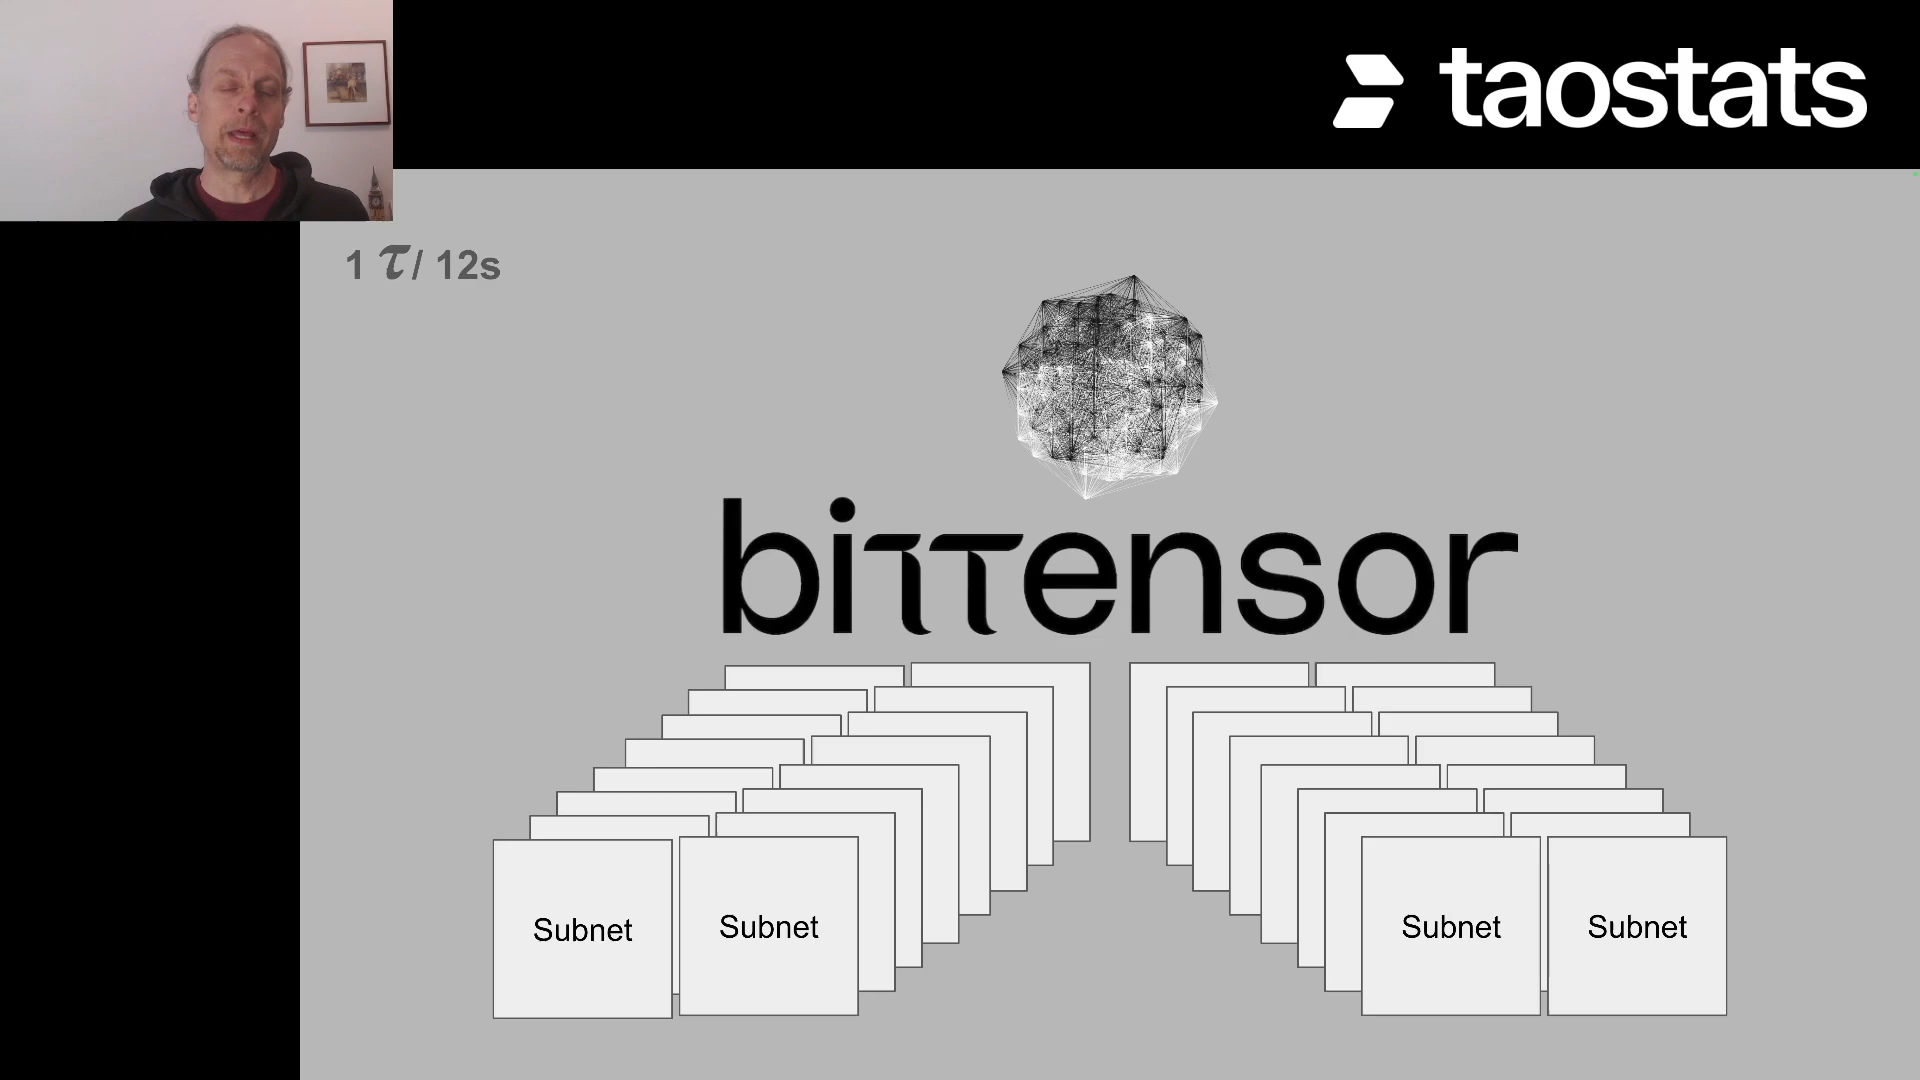 taostats
1 τ / 12s
bittensor
Subnet
Subnet
Subnet
Subnet